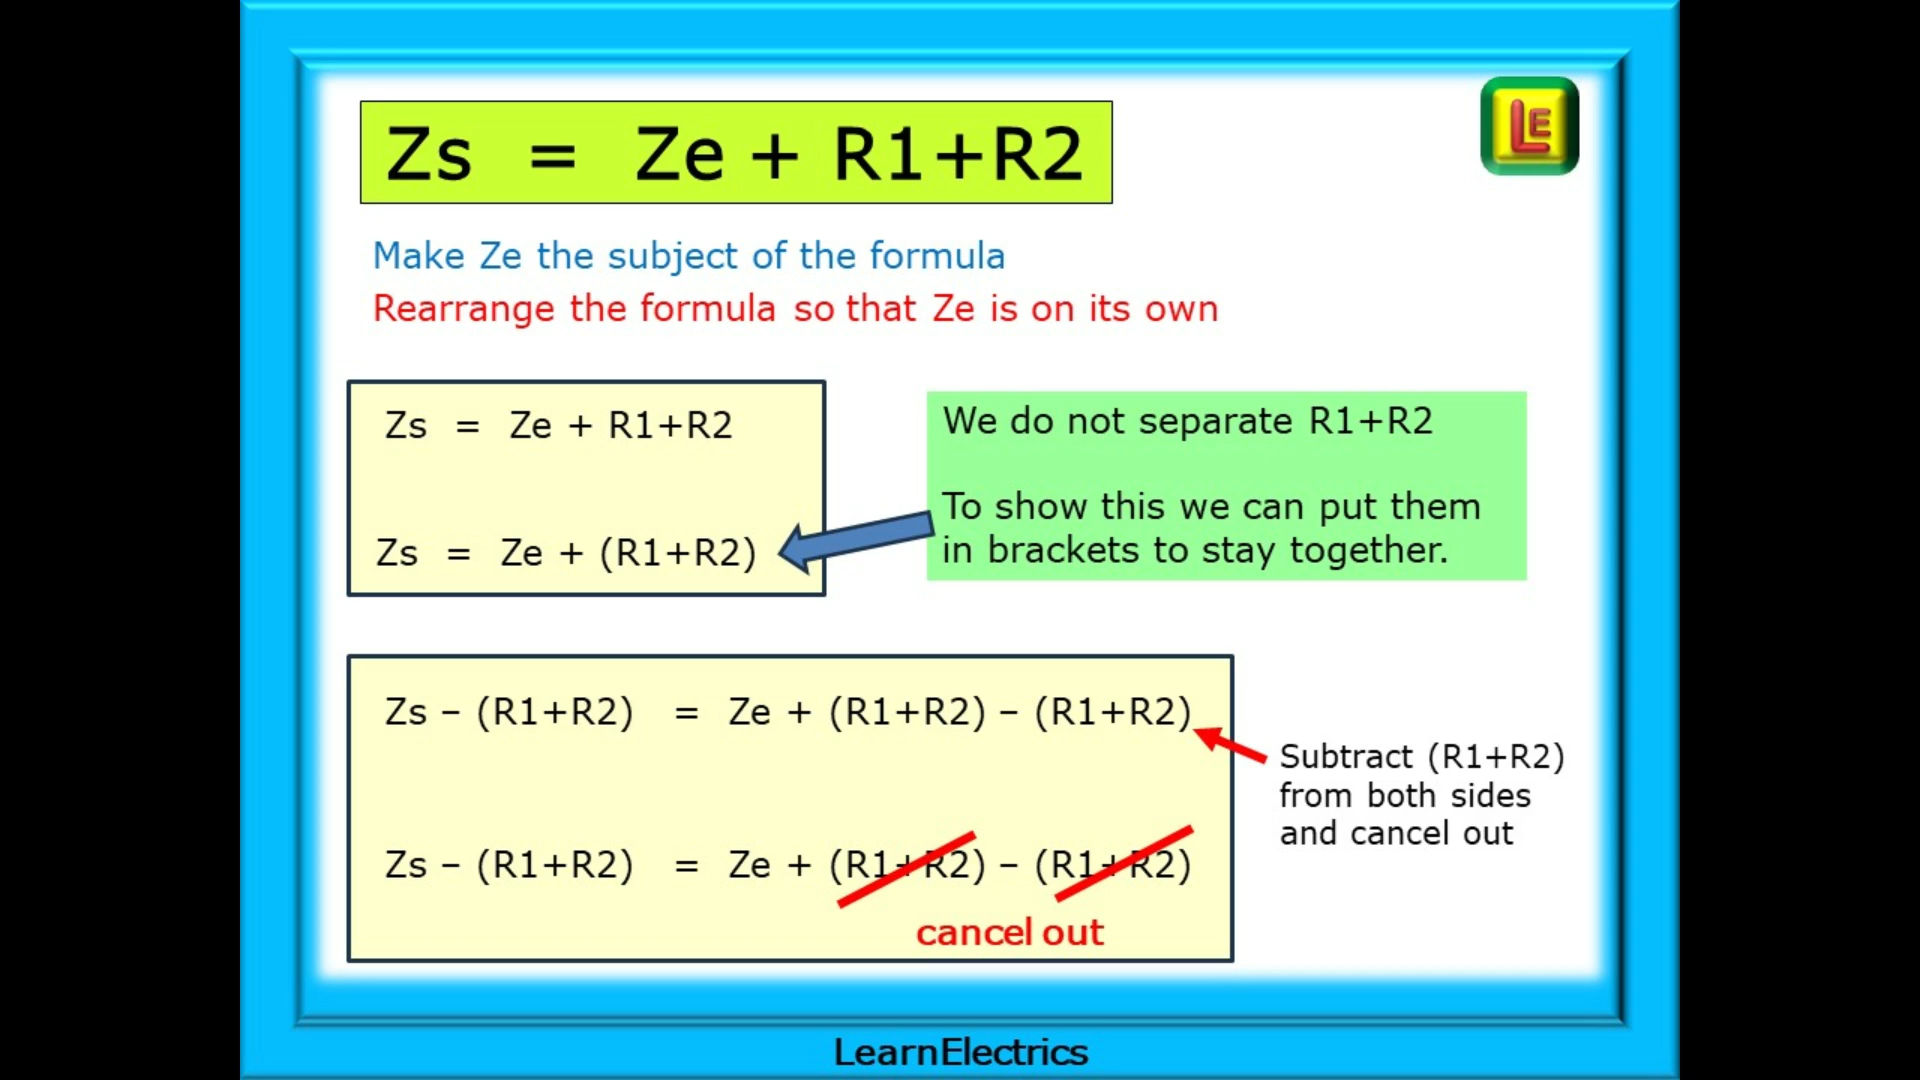 Zs = Ze + R1+R2
LE
Make Ze the subject of the formula
Rearrange the formula so that Ze is on its own
Zs = Ze + R1+R2
Zs = Ze + (R1+R2)
We do not separate R1+R2
To show this we can put them
in brackets to stay together.
Zs – (R1+R2) = Ze + (R1+R2) – (R1+R2)
Subtract (R1+R2)
from both sides
and cancel out
Zs – (R1+R2) = Ze + (R1+R2) – (R1+R2)
cancel out
LearnElectrics